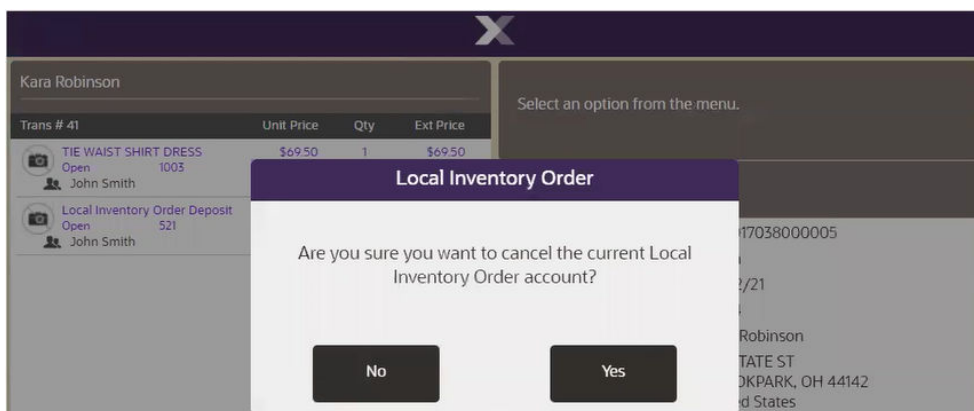 Kara Robinson
Select an option from the menu.
Trans # 41 Unit Price Qty Ext Price
TIE WAIST SHIRT DRESS $69.50 1 $69.50
Open 1003
John Smith
Local Inventory Order Deposit
Open 521
John Smith
Local Inventory Order
Are you sure you want to cancel the current Local
Inventory Order account?
No Yes
17038000005
2/21
Robinson
TATE ST
OKPARK, OH 44142
ed States